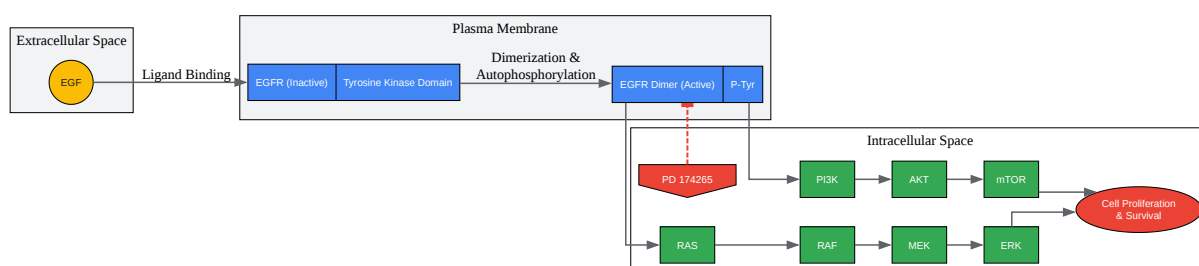 Extracellular Space
EGF
Ligand Binding
Plasma Membrane
EGFR (Inactive)
Tyrosine Kinase Domain
Dimerization &
Autophosphorylation
EGFR Dimer (Active)
P-Tyr
Intracellular Space
PD 174265
PI3K
AKT
mTOR
Cell Proliferation
& Survival
RAS
RAF
MEK
ERK